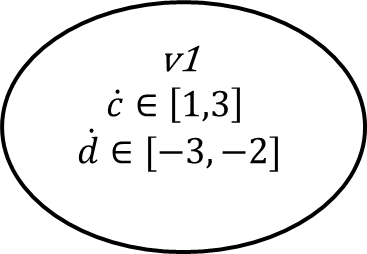 v1
ċ ∈ [1,3]
ḋ ∈ [−3, −2]